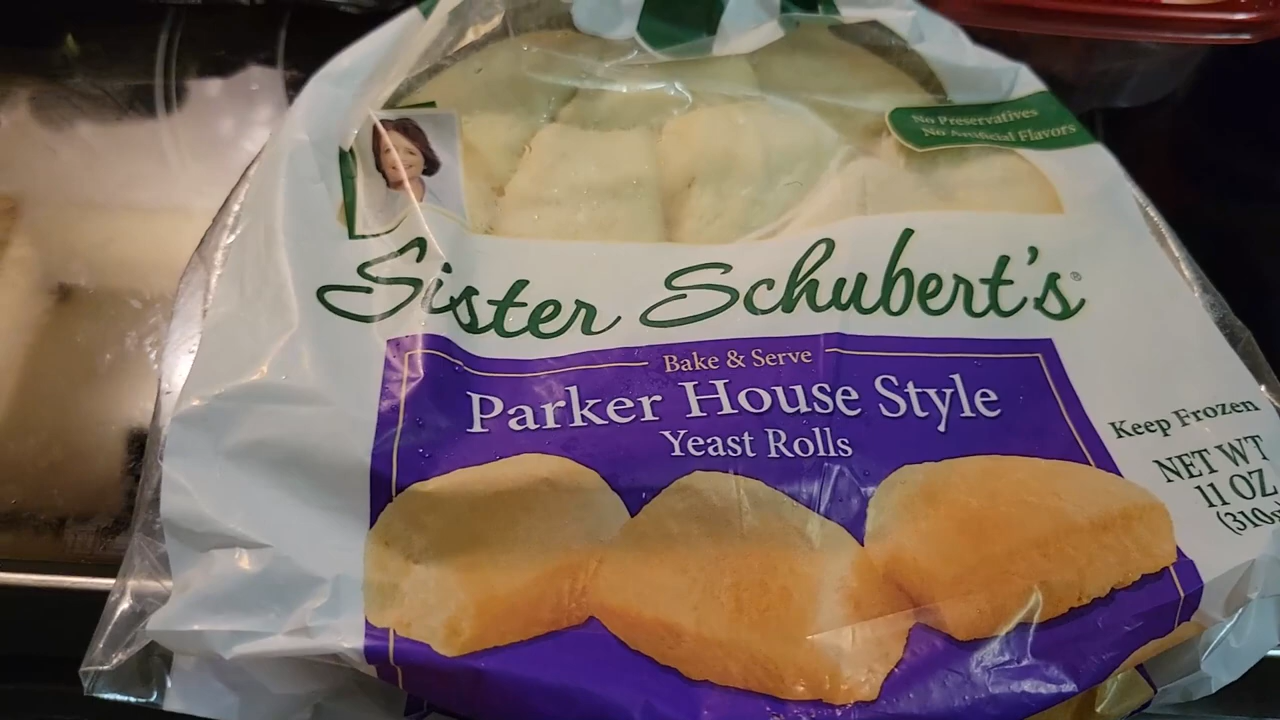 No Preservatives
No Artificial Flavors
Sister Schubert's®
Bake & Serve
Parker House Style
Yeast Rolls
Keep Frozen
NET WT
11 OZ
(310g